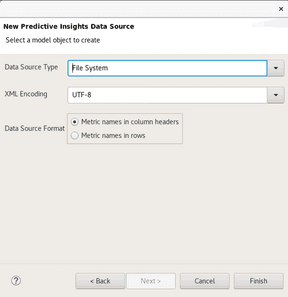 New Predictive Insights Data Source
Select a model object to create
Data Source Type File System
XML Encoding UTF-8
Data Source Format
Metric names in column headers
Metric names in rows
< Back Next > Cancel Finish